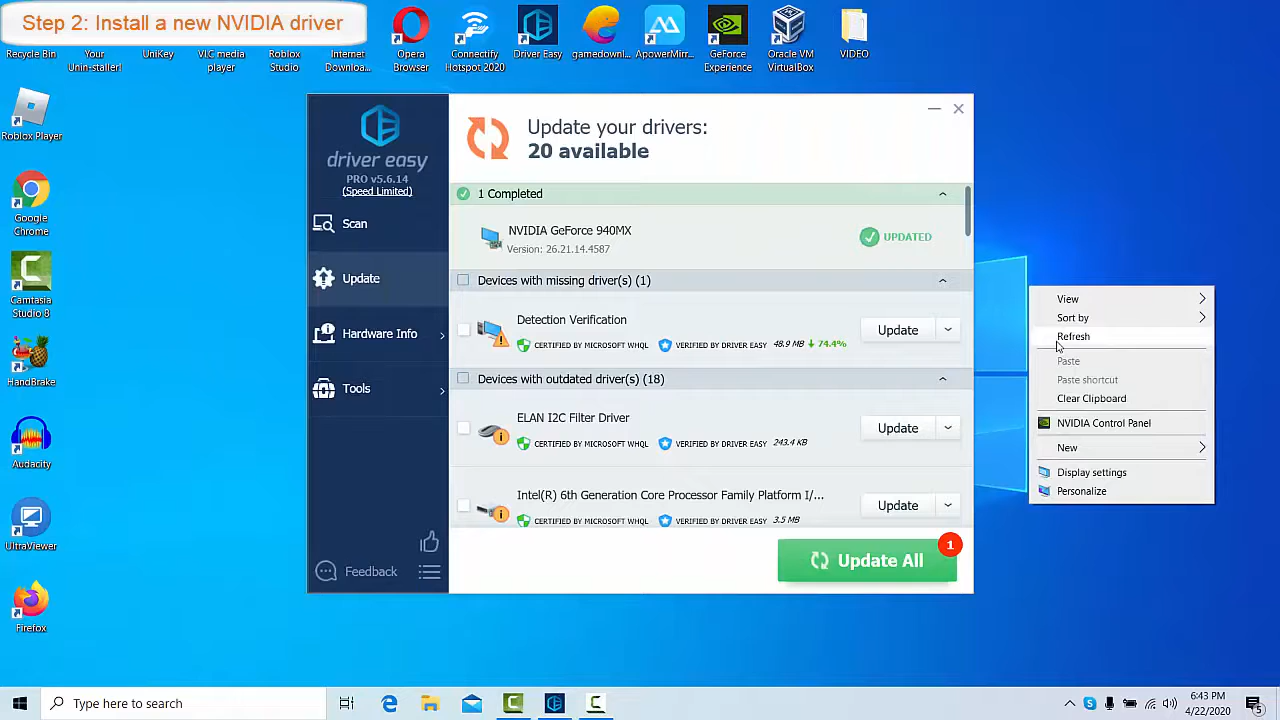 Step 2: Install a new NVIDIA driver
Recycle Bin
Your
Unin-staller!
UniKey
VLC media
player
Roblox
Studio
Internet
Downloa...
Opera
Browser
Connectify
Hotspot 2020
Driver Easy
gamedownl...
ApowerMirr...
GeForce
Experience
Oracle VM
VirtualBox
VIDEO
Roblox Player
Google
Chrome
Camtasia
Studio 8
HandBrake
Audacity
UltraViewer
Firefox
driver easy
PRO v5.6.14
(Speed Limited)
Scan
Update
Hardware Info
Tools
Feedback
Update your drivers:
20 available
1 Completed
NVIDIA GeForce 940MX
Version: 26.21.14.4587
UPDATED
Devices with missing driver(s) (1)
Detection Verification
CERTIFIED BY MICROSOFT WHQL VERIFIED BY DRIVER EASY 48.9 MB 74.4%
Update
Devices with outdated driver(s) (18)
ELAN I2C Filter Driver
CERTIFIED BY MICROSOFT WHQL VERIFIED BY DRIVER EASY 243.4 KB
Update
Intel(R) 6th Generation Core Processor Family Platform I/...
CERTIFIED BY MICROSOFT WHQL VERIFIED BY DRIVER EASY 3.5 MB
Update
Update All
1
View
Sort by
Refresh
Paste
Paste shortcut
Clear Clipboard
NVIDIA Control Panel
New
Display settings
Personalize
Type here to search
6:43 PM
4/22/2020
5